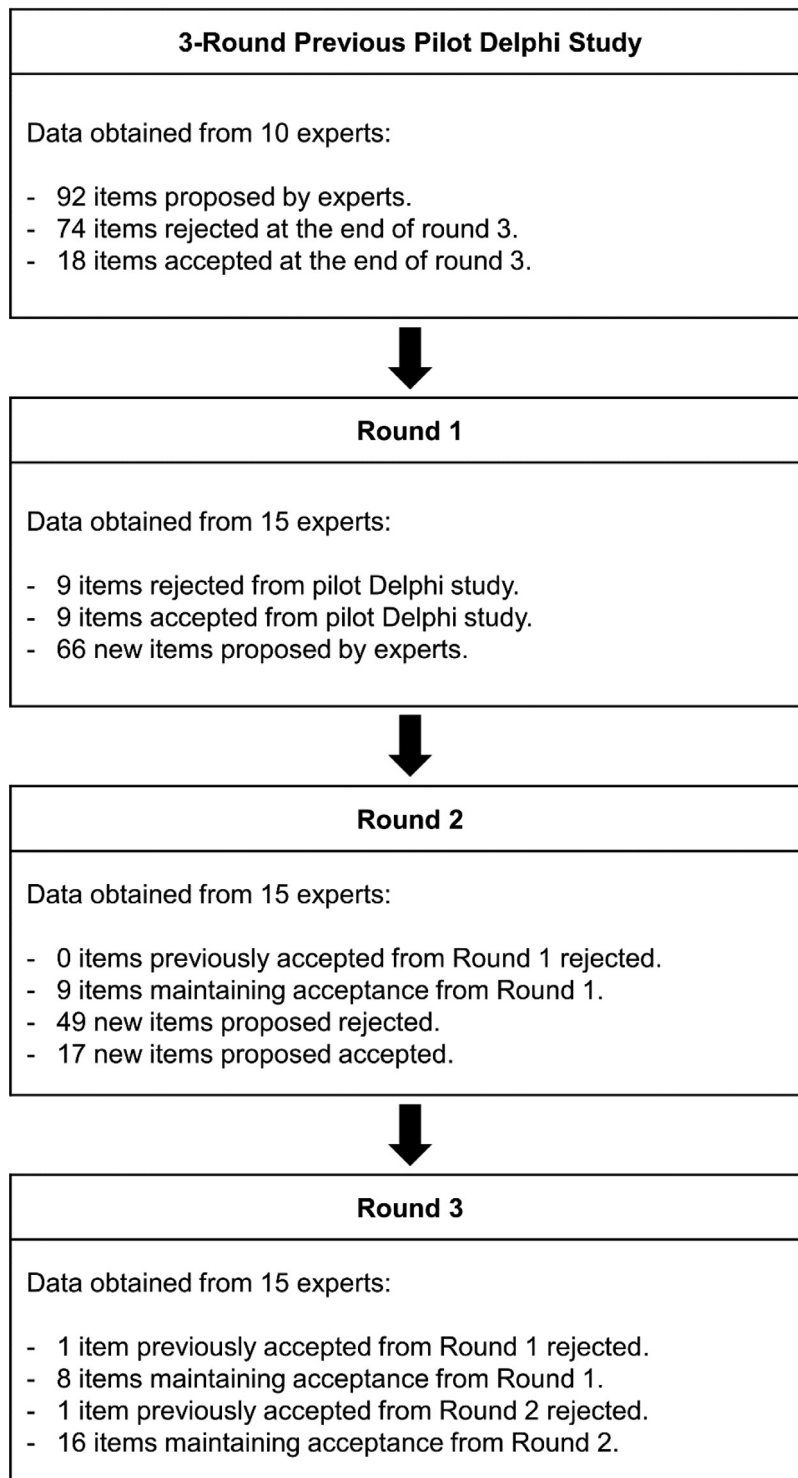 3-Round Previous Pilot Delphi Study
Data obtained from 10 experts:
- 92 items proposed by experts.
- 74 items rejected at the end of round 3.
- 18 items accepted at the end of round 3.
Round 1
Data obtained from 15 experts:
- 9 items rejected from pilot Delphi study.
- 9 items accepted from pilot Delphi study.
- 66 new items proposed by experts.
Round 2
Data obtained from 15 experts:
- 0 items previously accepted from Round 1 rejected.
- 9 items maintaining acceptance from Round 1.
- 49 new items proposed rejected.
- 17 new items proposed accepted.
Round 3
Data obtained from 15 experts:
- 1 item previously accepted from Round 1 rejected.
- 8 items maintaining acceptance from Round 1.
- 1 item previously accepted from Round 2 rejected.
- 16 items maintaining acceptance from Round 2.